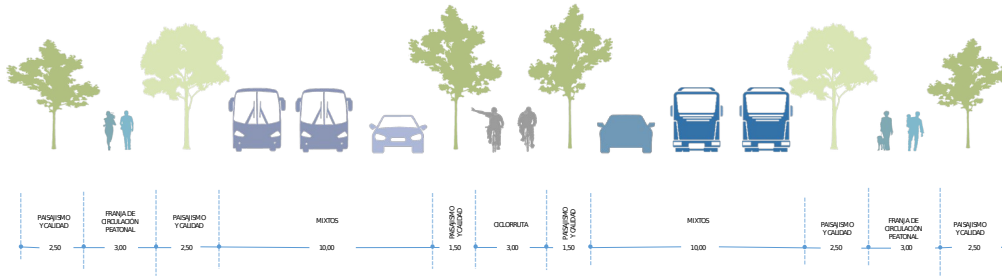 PAISAJISMO
Y CALIDAD
2,50
FRANJA DE
CIRCULACIÓN
PEATONAL
3,00
PAISAJISMO
Y CALIDAD
2,50
MIXTOS
10,00
PAISAJISMO
Y CALIDAD
1,50
CICLORRUTA
3,00
PAISAJISMO
Y CALIDAD
1,50
MIXTOS
10,00
PAISAJISMO
Y CALIDAD
2,50
FRANJA DE
CIRCULACIÓN
PEATONAL
3,00
PAISAJISMO
Y CALIDAD
2,50